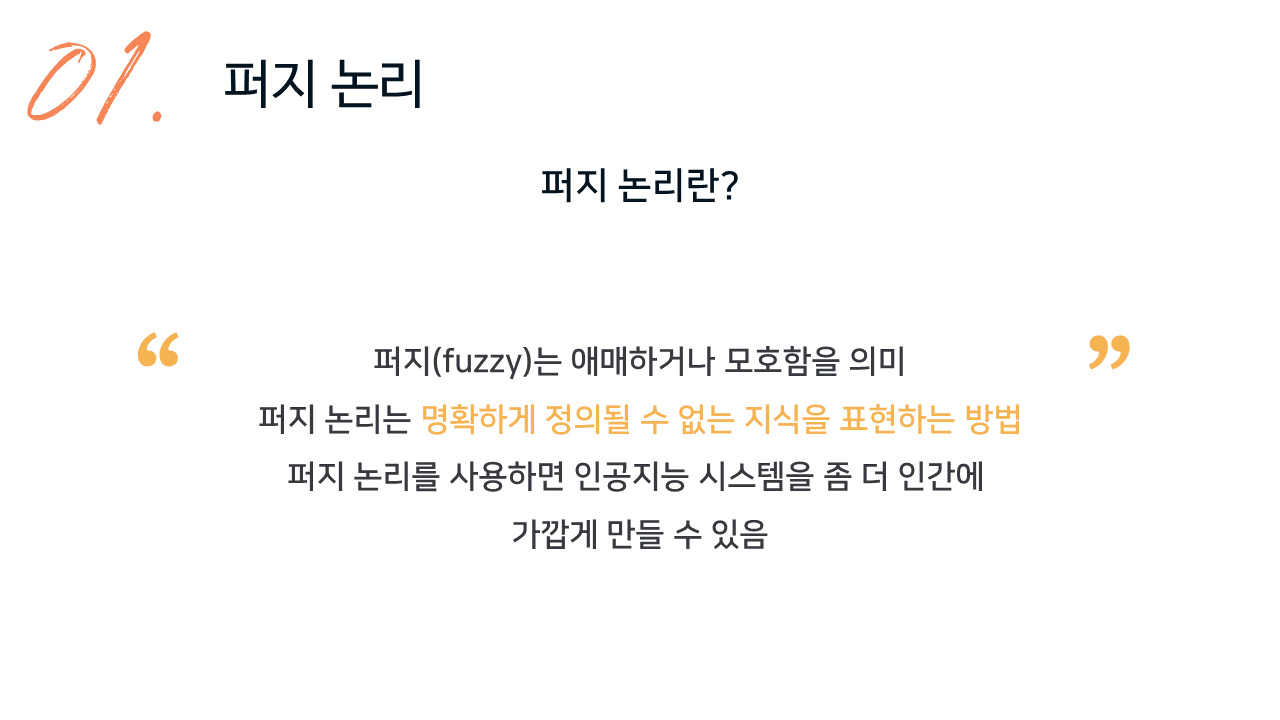 01.
퍼지 논리
퍼지 논리란?
“ 퍼지(fuzzy)는 애매하거나 모호함을 의미 ”
퍼지 논리는 명확하게 정의될 수 없는 지식을 표현하는 방법
퍼지 논리를 사용하면 인공지능 시스템을 좀 더 인간에
가깝게 만들 수 있음